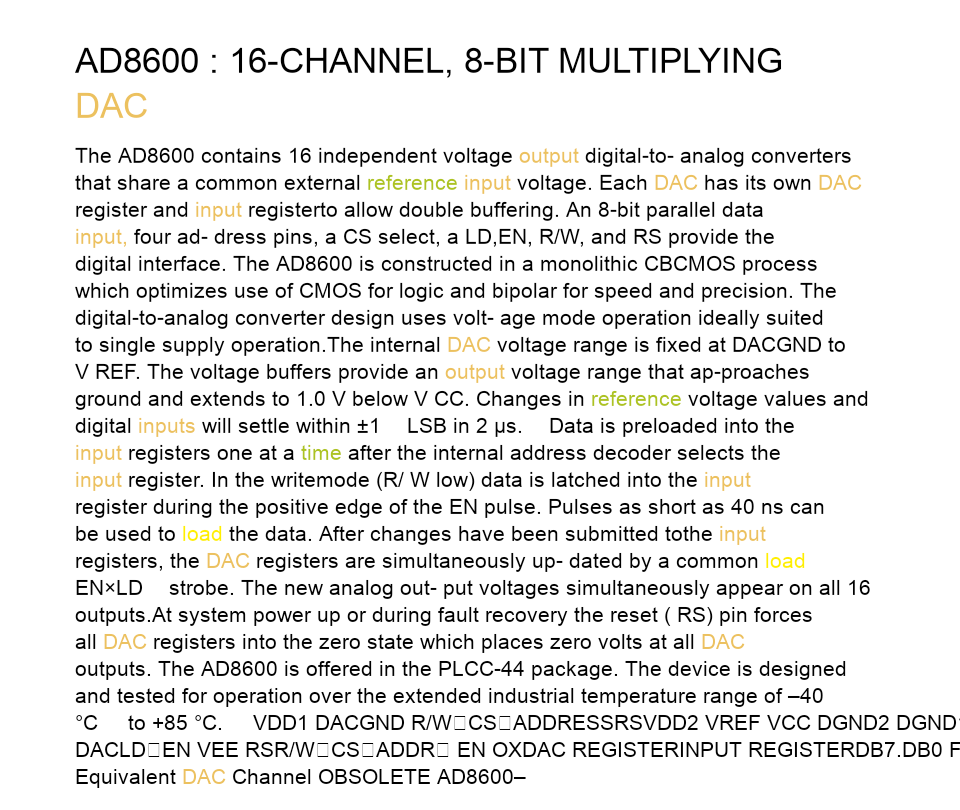 AD8600 : 16-CHANNEL, 8-BIT MULTIPLYING
DAC
The AD8600 contains 16 independent voltage output digital-to- analog converters
that share a common external reference input voltage. Each DAC has its own DAC
register and input registerto allow double buffering. An 8-bit parallel data
input, four ad- dress pins, a CS select, a LD,EN, R/W, and RS provide the
digital interface. The AD8600 is constructed in a monolithic CBCMOS process
which optimizes use of CMOS for logic and bipolar for speed and precision. The
digital-to-analog converter design uses volt- age mode operation ideally suited
to single supply operation.The internal DAC voltage range is fixed at DACGND to
V REF. The voltage buffers provide an output voltage range that ap-proaches
ground and extends to 1.0 V below V CC. Changes in reference voltage values and
digital inputs will settle within ±1 LSB in 2 µs. Data is preloaded into the
input registers one at a time after the internal address decoder selects the
input register. In the writemode (R/ W low) data is latched into the input
register during the positive edge of the EN pulse. Pulses as short as 40 ns can
be used to load the data. After changes have been submitted tothe input
registers, the DAC registers are simultaneously up- dated by a common load
EN×LD strobe. The new analog out- put voltages simultaneously appear on all 16
outputs.At system power up or during fault recovery the reset ( RS) pin forces
all DAC registers into the zero state which places zero volts at all DAC
outputs. The AD8600 is offered in the PLCC-44 package. The device is designed
and tested for operation over the extended industrial temperature range of –40
°C to +85 °C. VDD1 DACGND R/W□CS□ADDRESSRSVDD2 VREF VCC DGND2 DGND
DACLD□EN VEE RSR/W□CS□ADDR□ EN OXDAC REGISTERINPUT REGISTERDB7.DB0
Equivalent DAC Channel OBSOLETE AD8600–